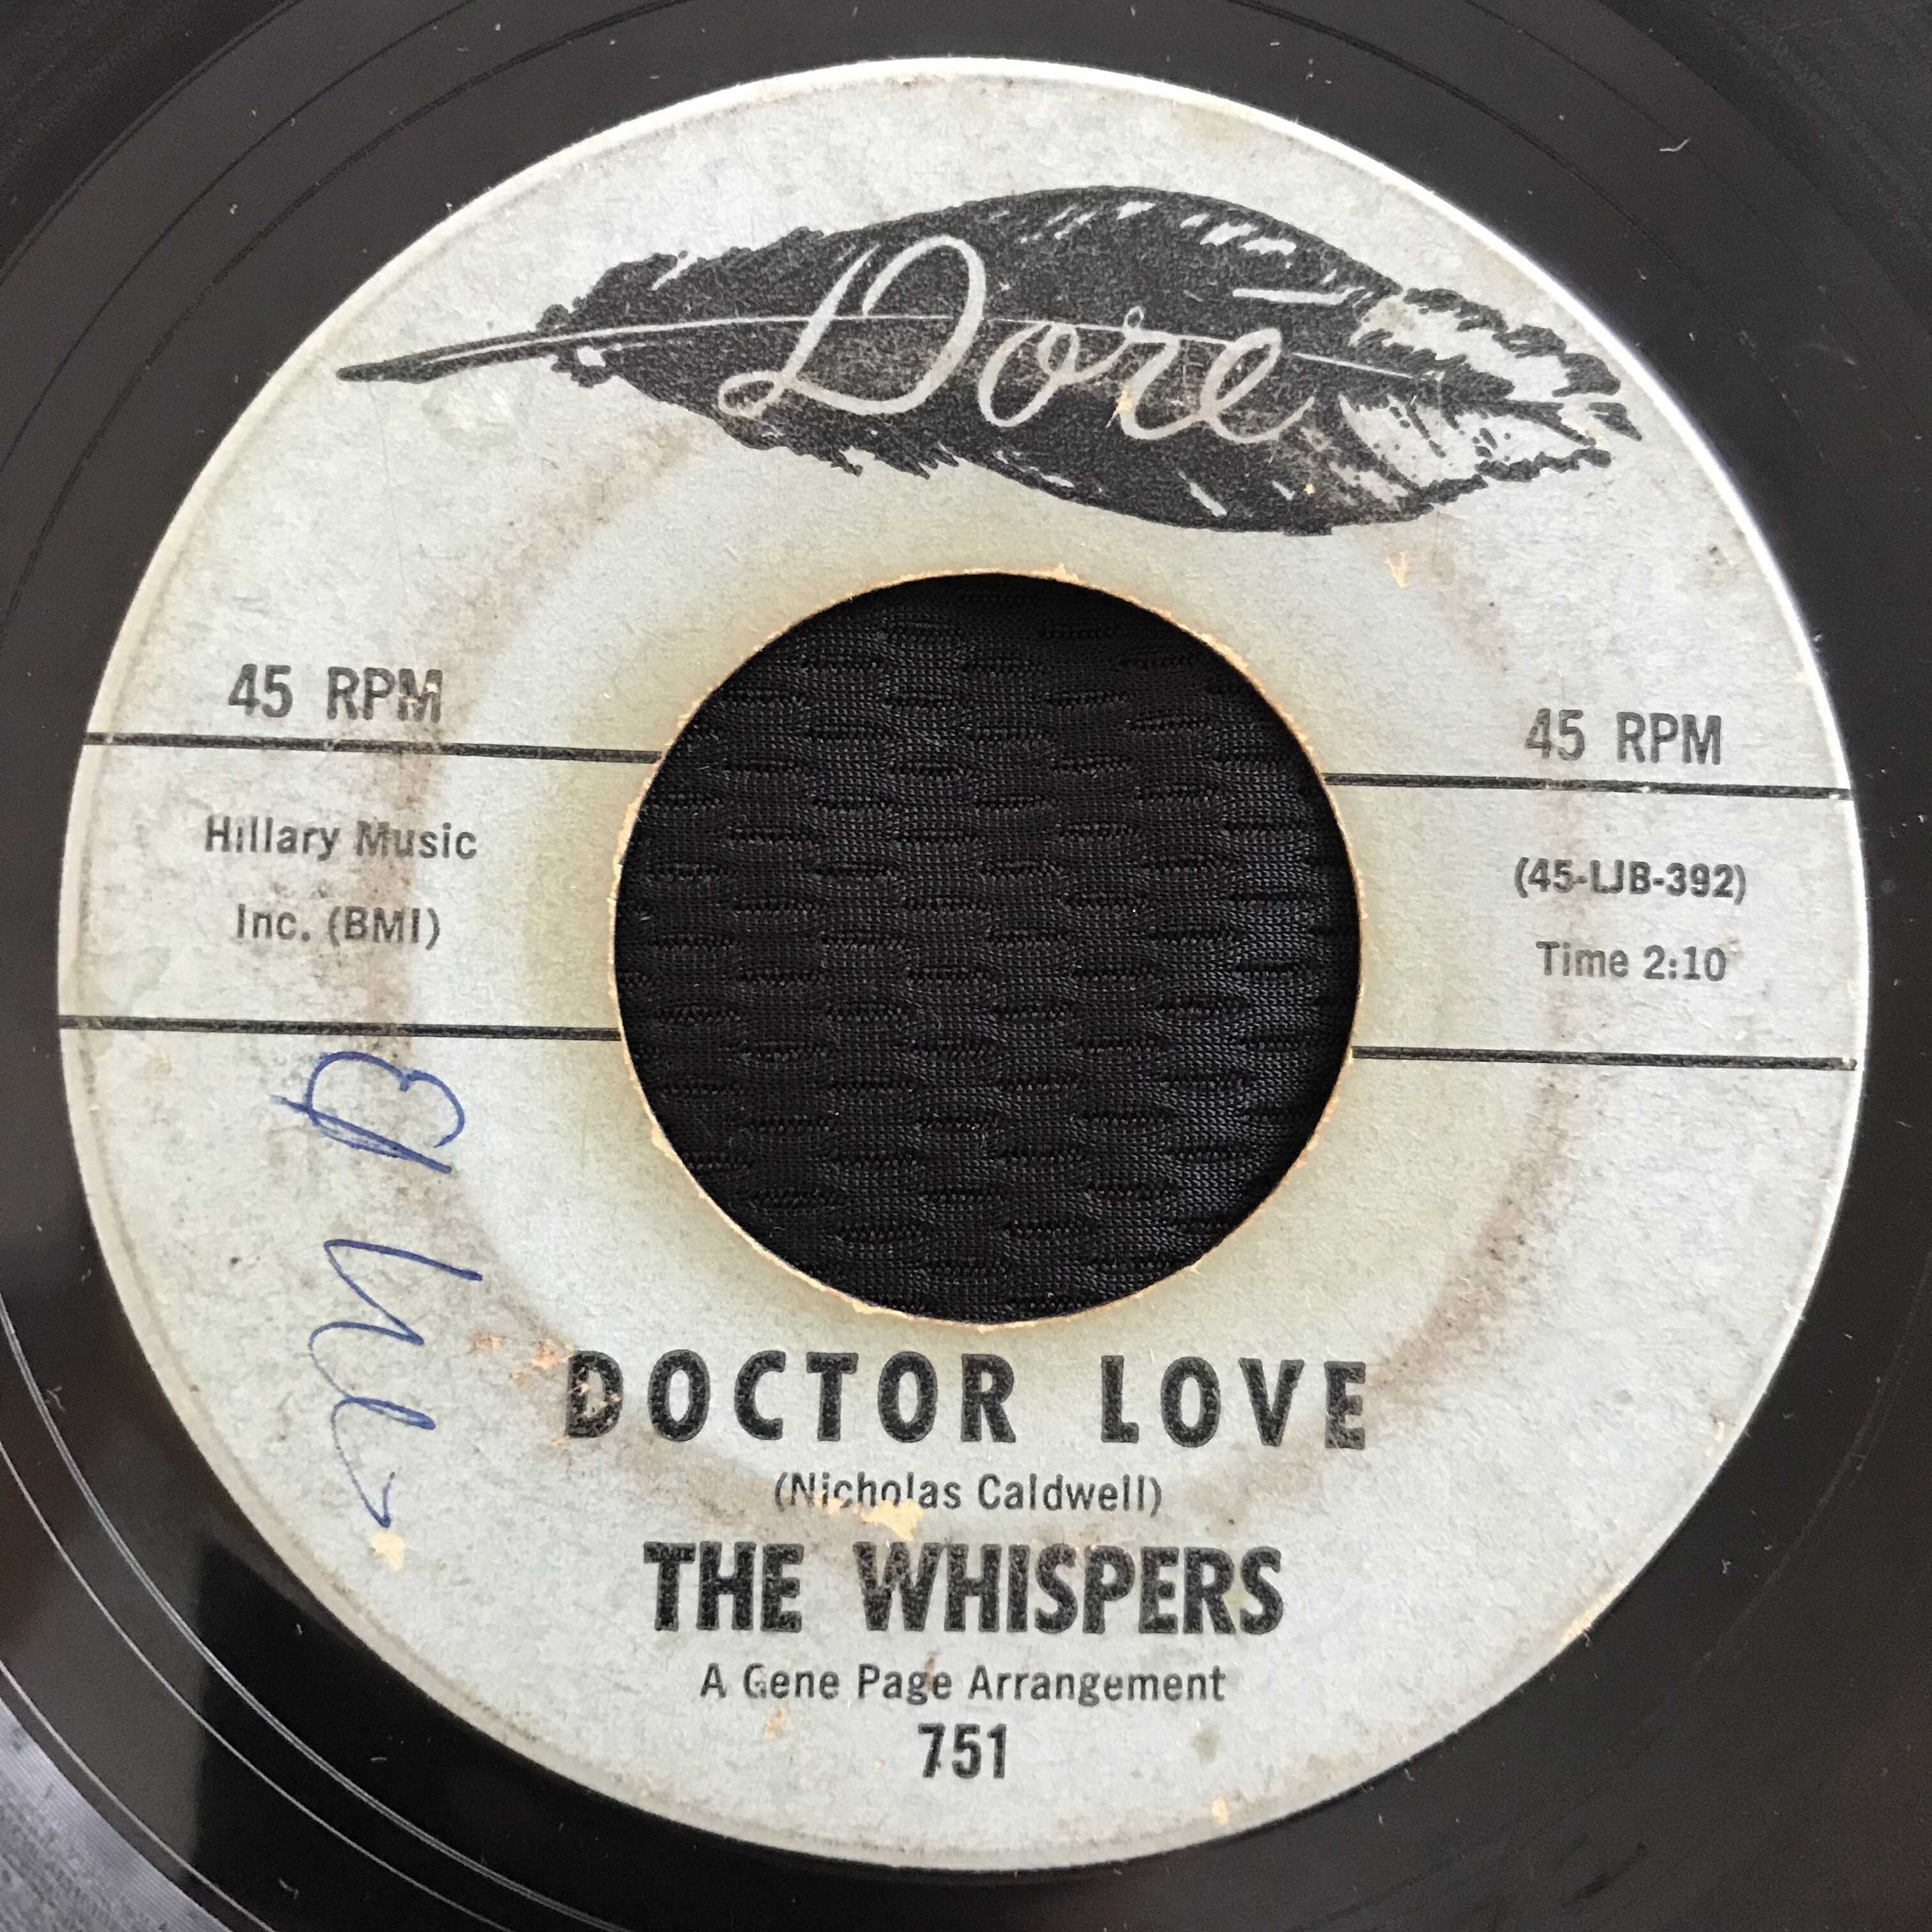 Dore
45 RPM
45 RPM
Hillary Music
Inc. (BMI)
(45-LJB-392)
Time 2:10
DOCTOR LOVE
(Nicholas Caldwell)
THE WHISPERS
A Gene Page Arrangement
751